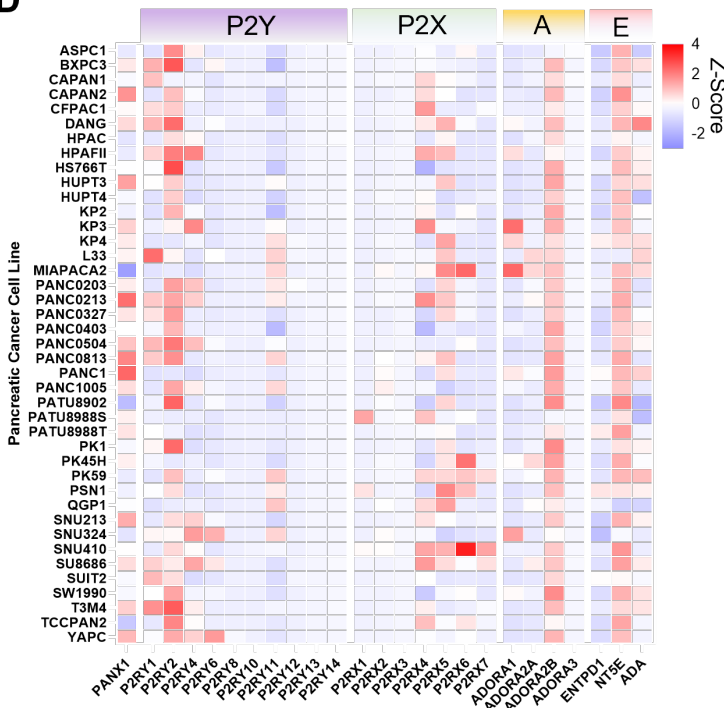 D
P2Y P2X A E
ASPC1
BXPC3
CAPAN1
CAPAN2
CFPAC1
DANG
HPAC
HPAFII
HS766T
HUPT3
HUPT4
KP2
KP3
KP4
L33
MIAPACA2
PANC0203
PANC0213
PANC0327
PANC0403
PANC0504
PANC0813
PANC1
PANC1005
PATU8902
PATU8988S
PATU8988T
PK1
PK45H
PK59
PSN1
QGP1
SNU213
SNU324
SNU410
SU8686
SUIT2
SW1990
T3M4
TCCPAN2
YAPC
Pancreatic Cancer Cell Line
PANX1 P2RY1 P2RY2 P2RY4 P2RY6 P2RY8 P2RY10 P2RY11 P2RY12 P2RY13 P2RY14 P2RX1 P2RX2 P2RX3 P2RX4 P2RX5 P2RX6 P2RX7 ADORA1 ADORA2A ADORA2B ADORA3 ENTPD1 NT5E ADA
4
2
0
-2
Z-Score